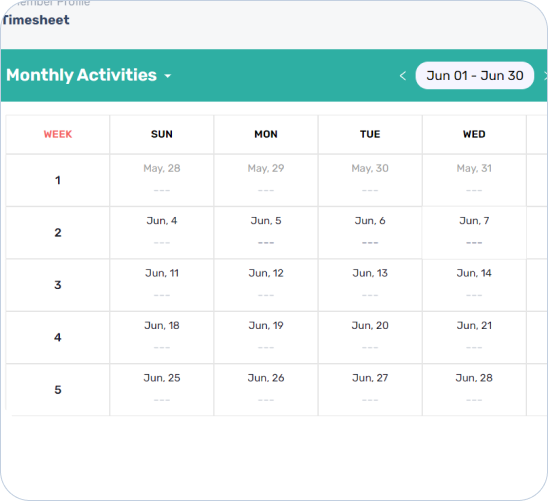 Member Profile
Timesheet
Monthly Activities
Jun 01 - Jun 30
WEEK SUN MON TUE WED
May, 28 May, 29 May, 30 May, 31
1
--- --- --- ---
Jun, 4 Jun, 5 Jun, 6 Jun, 7
2
--- --- --- ---
Jun, 11 Jun, 12 Jun, 13 Jun, 14
3
--- --- --- ---
Jun, 18 Jun, 19 Jun, 20 Jun, 21
4
--- --- --- ---
Jun, 25 Jun, 26 Jun, 27 Jun, 28
5
--- --- --- ---